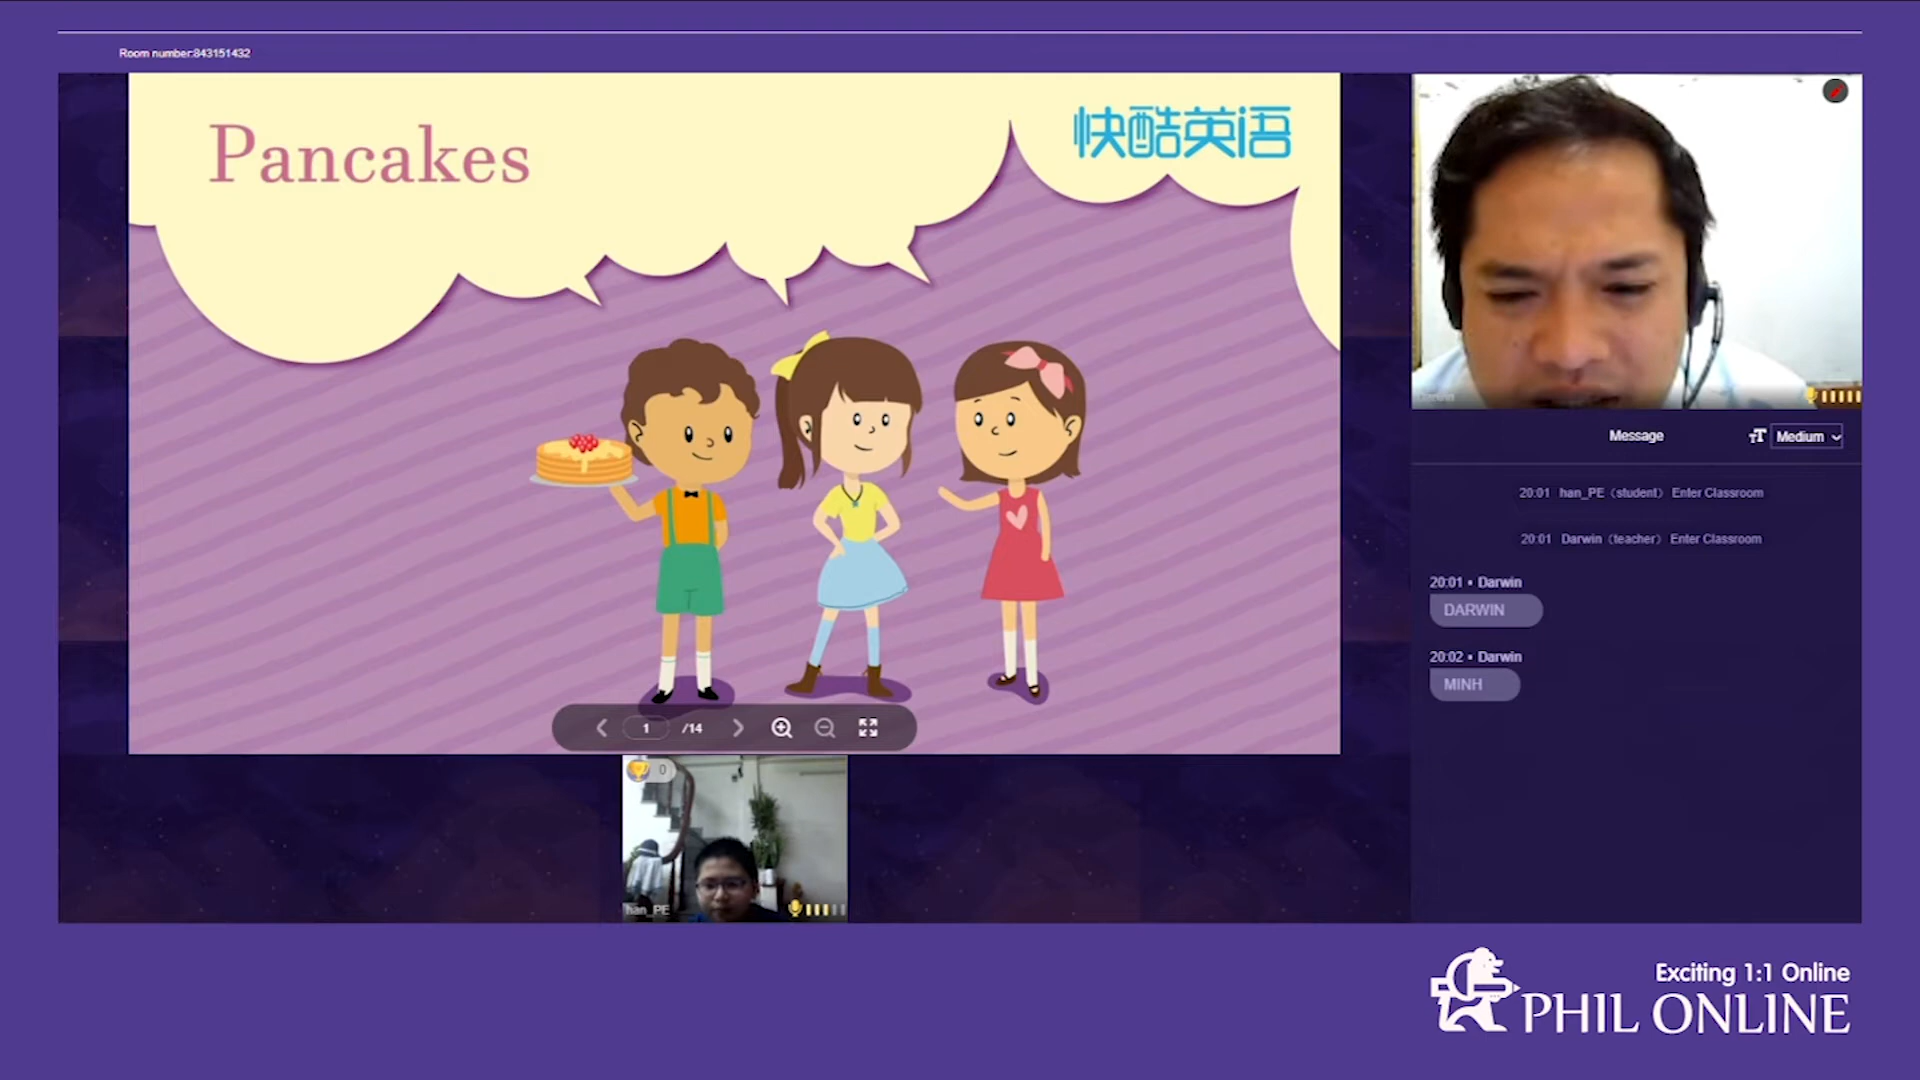 Room number:843151432
Pancakes
快酷英语
1 /14
0
han_PE
Message
Medium
20:01 han_PE（student） Enter Classroom
20:01 Darwin（teacher） Enter Classroom
20:01 • Darwin
DARWIN
20:02 • Darwin
MINH
Exciting 1:1 Online
PHIL ONLINE